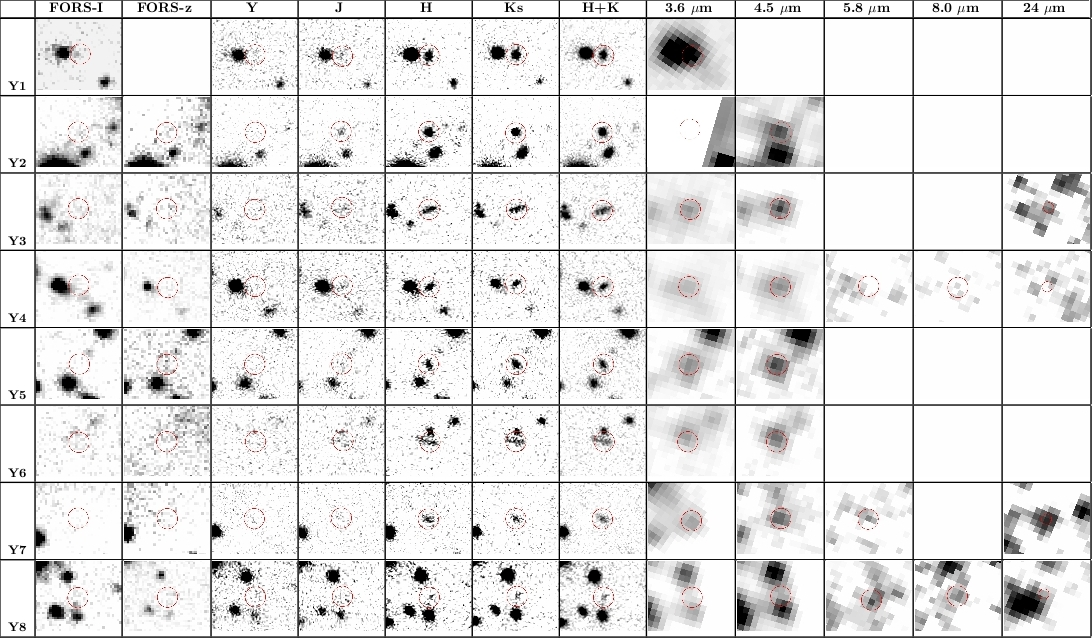 FORS-I FORS-z Y J H Ks H+K 3.6 μm 4.5 μm 5.8 μm 8.0 μm 24 μm
Y1
Y2
Y3
Y4
Y5
Y6
Y7
Y8